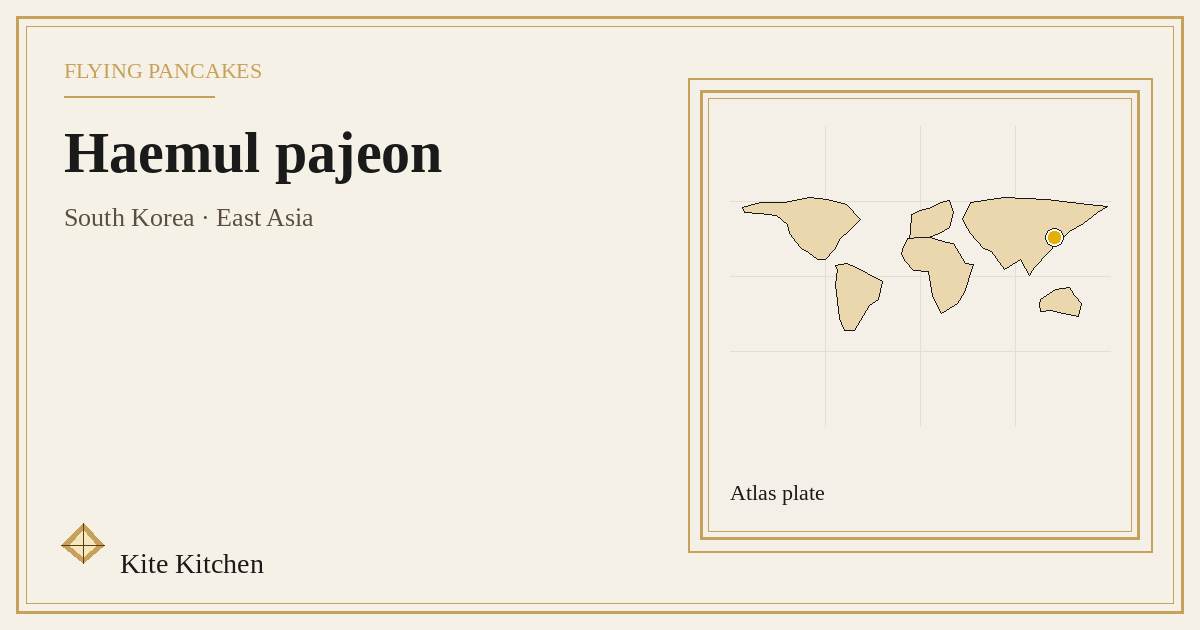 FLYING PANCAKES
Haemul pajeon
South Korea · East Asia
Atlas plate
Kite Kitchen